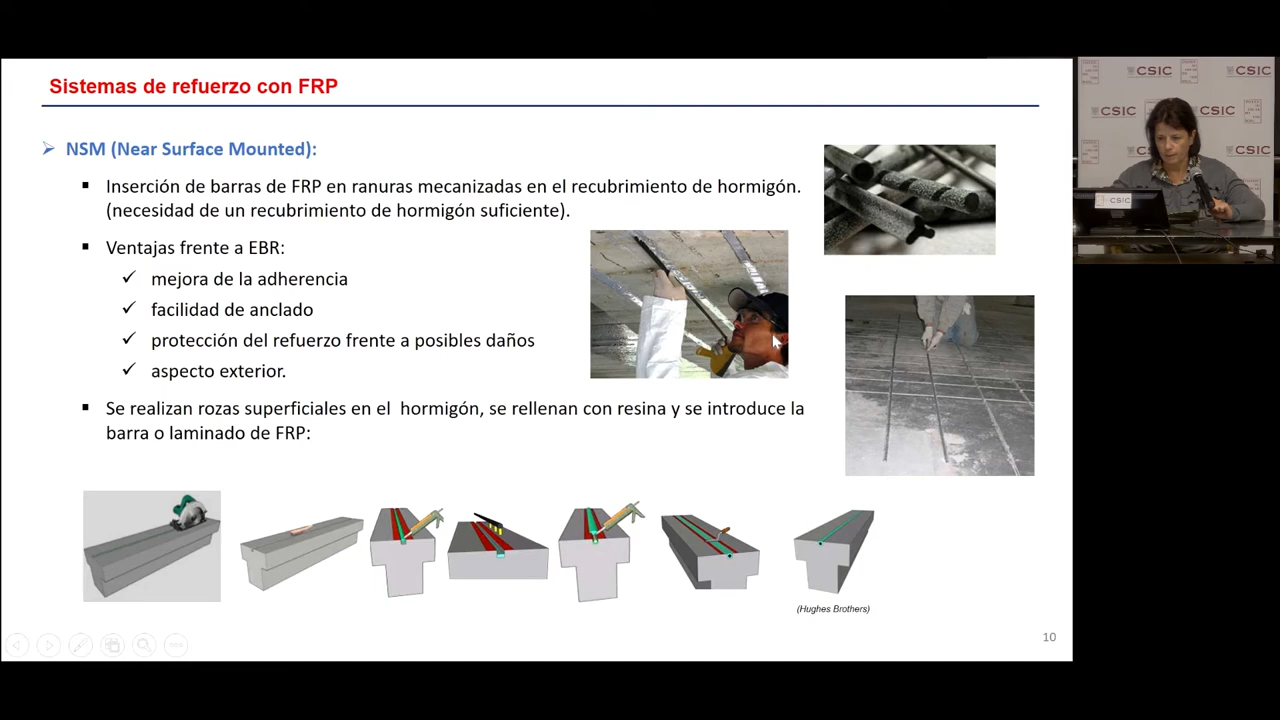 Sistemas de refuerzo con FRP
➢ NSM (Near Surface Mounted):
▪ Inserción de barras de FRP en ranuras mecanizadas en el recubrimiento de hormigón.
(necesidad de un recubrimiento de hormigón suficiente).
▪ Ventajas frente a EBR:
✓ mejora de la adherencia
✓ facilidad de anclado
✓ protección del refuerzo frente a posibles daños
✓ aspecto exterior.
▪ Se realizan rozas superficiales en el hormigón, se rellenan con resina y se introduce la
barra o laminado de FRP:
(Hughes Brothers)
10
CSIC
CSIC
CSIC
CSIC
CSIC
CSIC
CSIC